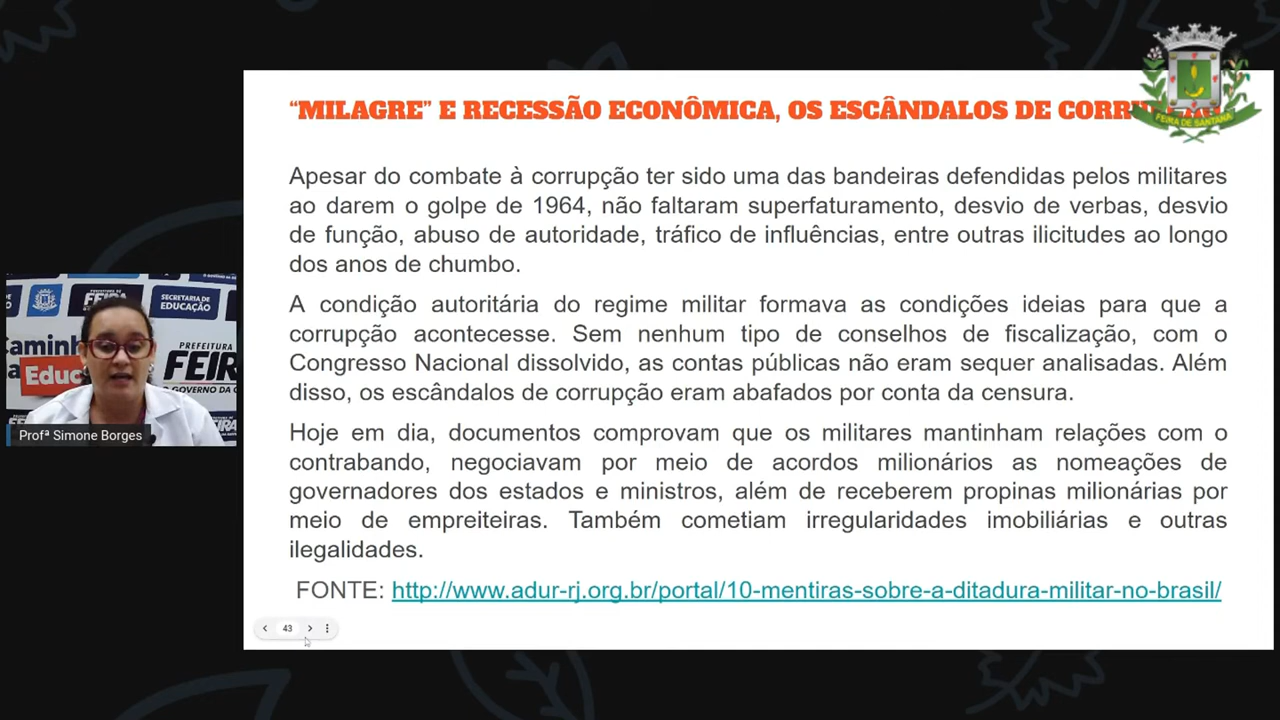 “MILAGRE” E RECESSÃO ECONÔMICA, OS ESCÂNDALOS DE
FEIRA DE SANTANA
Apesar do combate à corrupção ter sido uma das bandeiras defendidas pelos militares
ao darem o golpe de 1964, não faltaram superfaturamento, desvio de verbas, desvio
de função, abuso de autoridade, tráfico de influências, entre outras ilicitudes ao longo
dos anos de chumbo.
A condição autoritária do regime militar formava as condições ideias para que a
corrupção acontecesse. Sem nenhum tipo de conselhos de fiscalização, com o
Congresso Nacional dissolvido, as contas públicas não eram sequer analisadas. Além
disso, os escândalos de corrupção eram abafados por conta da censura.
Hoje em dia, documentos comprovam que os militares mantinham relações com o
contrabando, negociavam por meio de acordos milionários as nomeações de
governadores dos estados e ministros, além de receberem propinas milionárias por
meio de empreiteiras. Também cometiam irregularidades imobiliárias e outras
ilegalidades.
FONTE: http://www.adur-rj.org.br/portal/10-mentiras-sobre-a-ditadura-militar-no-brasil/
43
SECRETARIA DE
EDUCAÇÃO
PREFEITURA
FEIRA
O GOVERNO DA
Profª Simone Borges